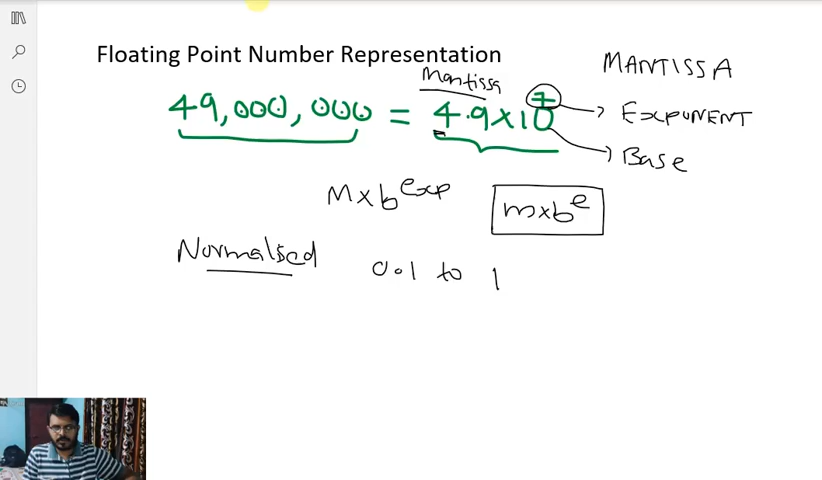 Floating Point Number Representation
MANTISSA
Mantissa
49,000,000 = 4.9×10^7
EXPONENT
Base
m×b^exp
m×b^e
Normalised 0.1 to 1